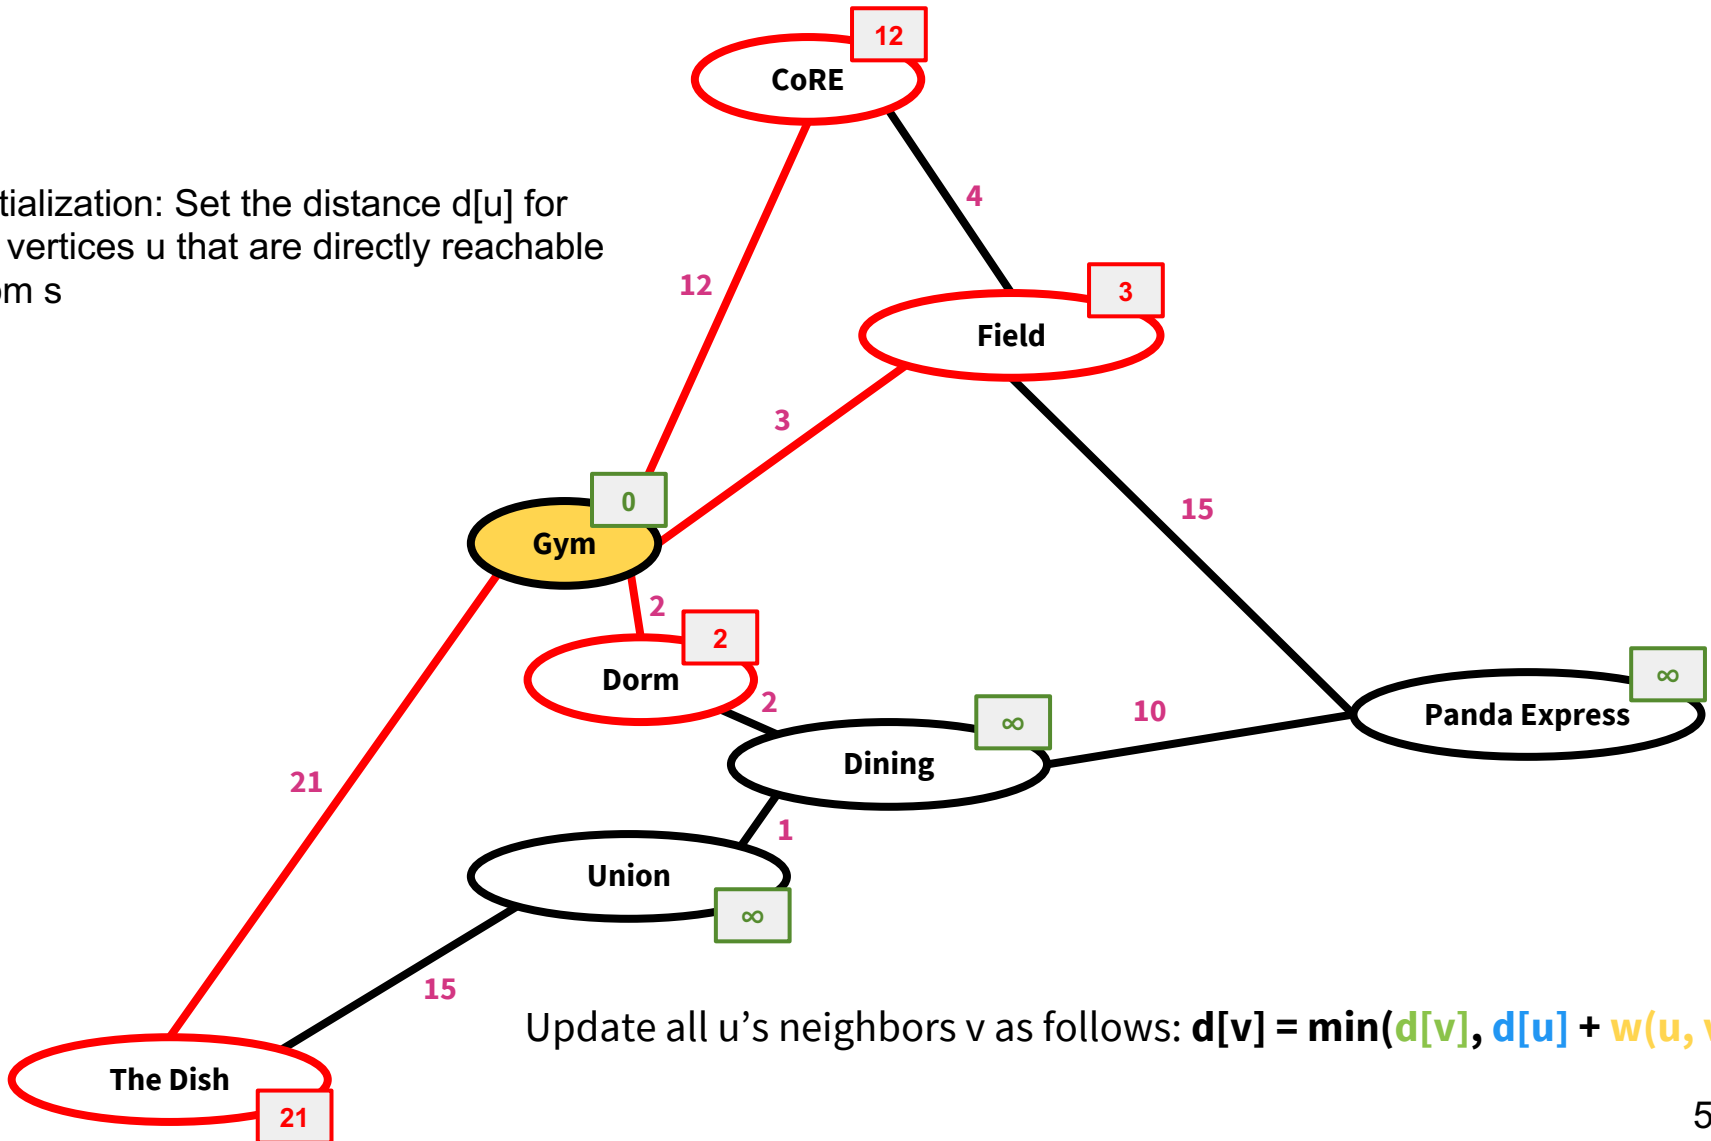 12
CoRE
tialization: Set the distance d[u] for
vertices u that are directly reachable
om s
4
12
3
Field
3
0
Gym
15
2
2
Dorm
2
∞
10
∞
Panda Express
Dining
21
1
Union
∞
15
Update all u's neighbors v as follows: d[v] = min(d[v], d[u] + w(u, v
The Dish
21
5